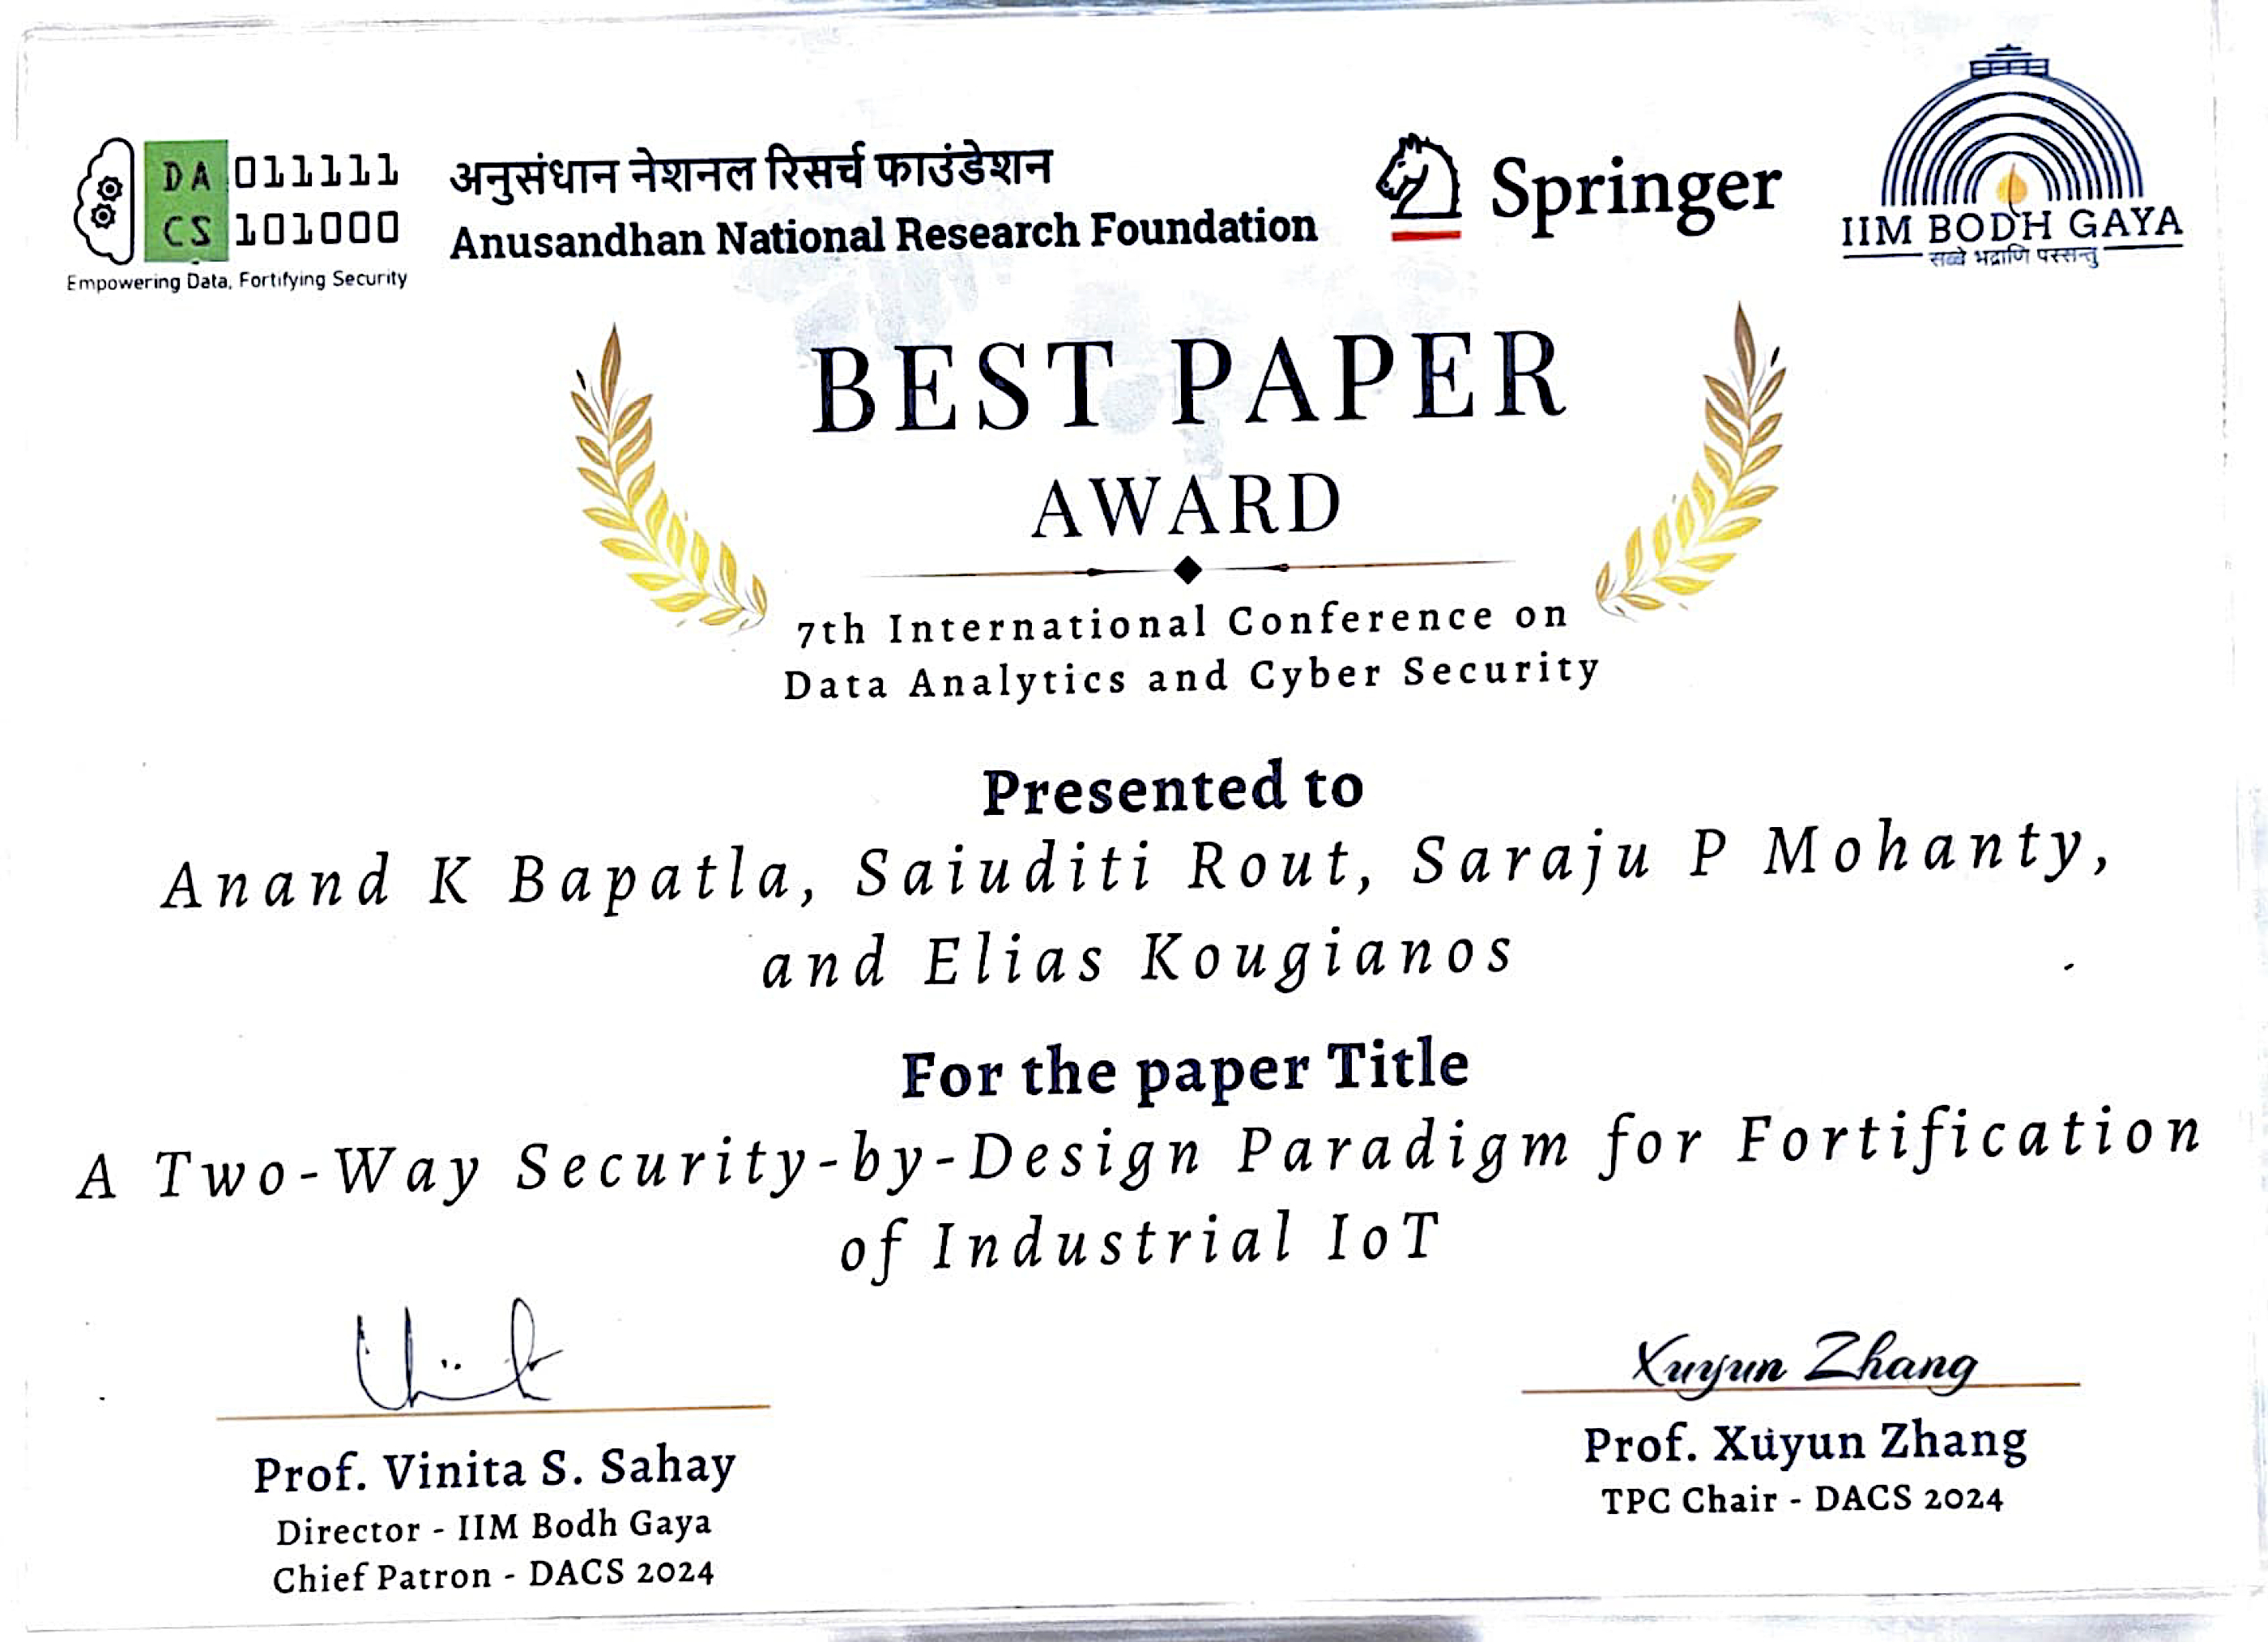 DA 011111
CS 101000
Empowering Data, Fortifying Security
अनुसंधान नेशनल रिसर्च फाउंडेशन
Anusandhan National Research Foundation
Springer
IIM BODH GAYA
सब्बे भद्राणि पस्सन्तु
BEST PAPER
AWARD
7th International Conference on
Data Analytics and Cyber Security
Presented to
Anand K Bapatla, Saiuditi Rout, Saraju P Mohanty,
and Elias Kougianos
For the paper Title
A Two-Way Security-by-Design Paradigm for Fortification
of Industrial IoT
Xuyun Zhang
Prof. Vinita S. Sahay
Director - IIM Bodh Gaya
Chief Patron - DACS 2024
Prof. Xuyun Zhang
TPC Chair - DACS 2024